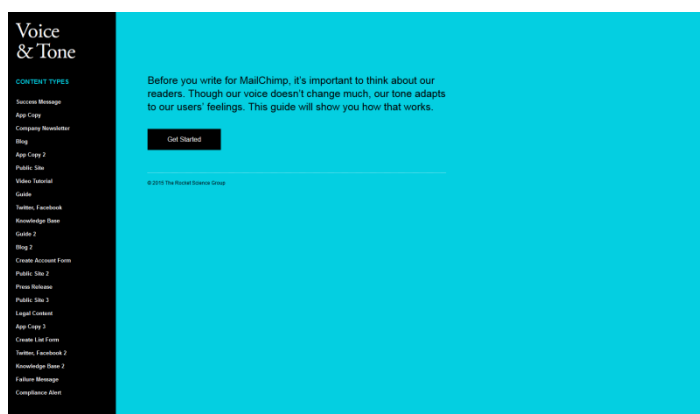 Voice
& Tone
CONTENT TYPES
Success Message
App Copy
Company Newsletter
Blog
App Copy 2
Public Site
Video Tutorial
Guide
Twitter, Facebook
Knowledge Base
Guide 2
Blog 2
Create Account Form
Public Site 2
Press Release
Public Site 3
Legal Content
App Copy 3
Create List Form
Twitter, Facebook 2
Knowledge Base 2
Failure Message
Compliance Alert
Before you write for MailChimp, it's important to think about our
readers. Though our voice doesn't change much, our tone adapts
to our users' feelings. This guide will show you how that works.
Get Started
© 2015 The Rocket Science Group